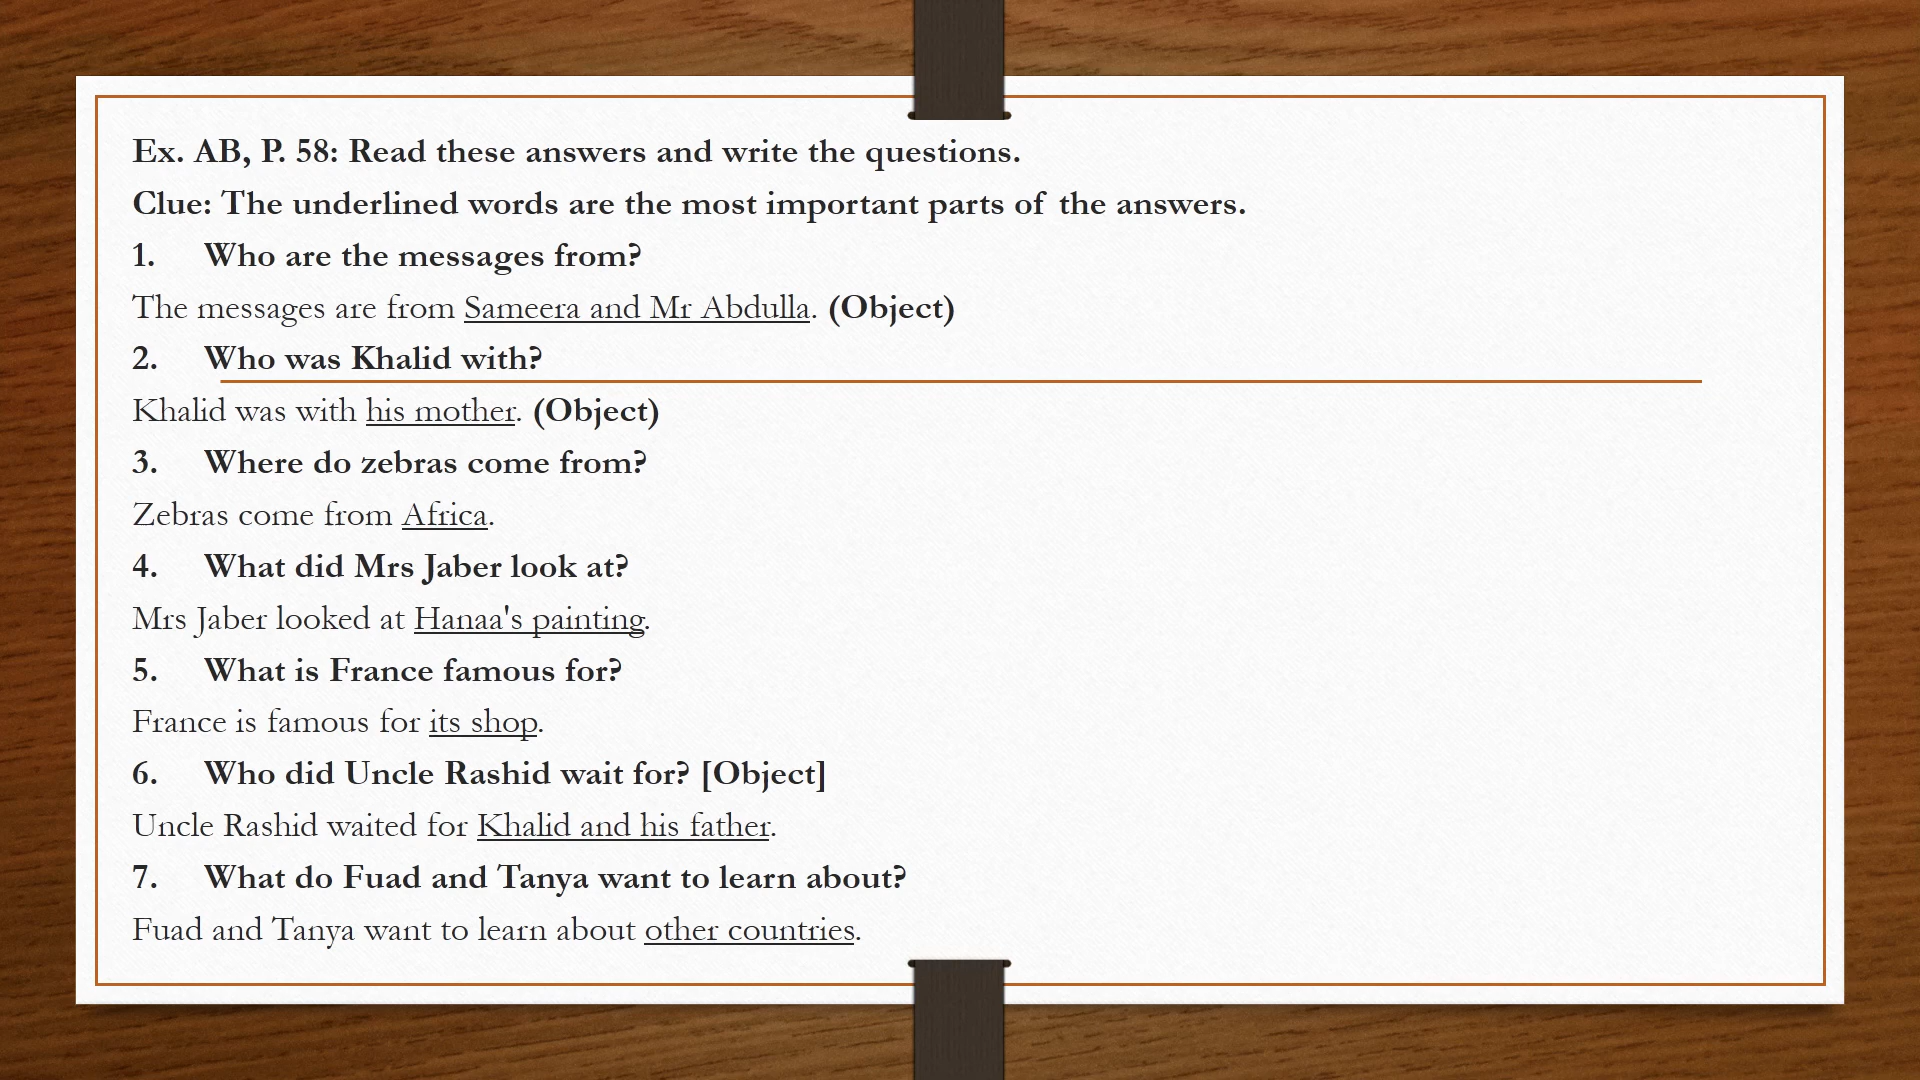 Ex. AB, P. 58: Read these answers and write the questions.
Clue: The underlined words are the most important parts of the answers.
1. Who are the messages from?
The messages are from Sameera and Mr Abdulla. (Object)
2. Who was Khalid with?
Khalid was with his mother. (Object)
3. Where do zebras come from?
Zebras come from Africa.
4. What did Mrs Jaber look at?
Mrs Jaber looked at Hanaa's painting.
5. What is France famous for?
France is famous for its shop.
6. Who did Uncle Rashid wait for? [Object]
Uncle Rashid waited for Khalid and his father.
7. What do Fuad and Tanya want to learn about?
Fuad and Tanya want to learn about other countries.